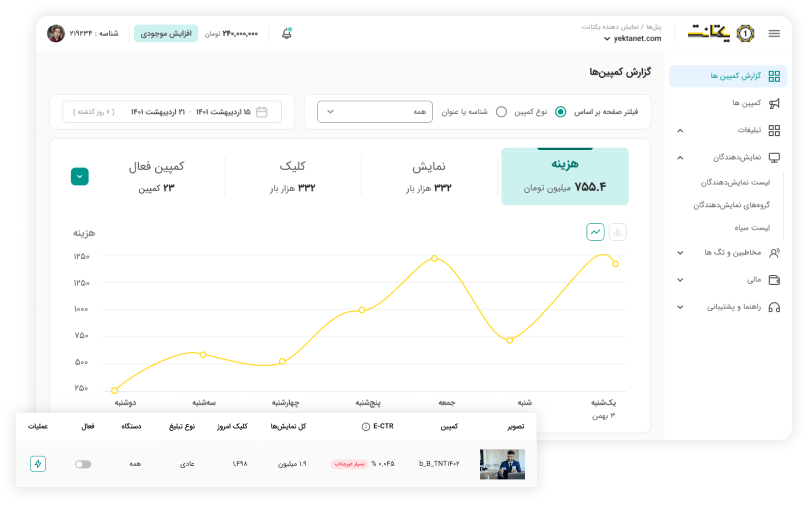 یکتانت
پنل‌ها / نمایش دهنده یکتانت
yektanet.com
۲۴۰,۰۰۰,۰۰۰ تومان
افزایش موجودی
شناسه : ۲۱۹۲۳۴
گزارش کمپین ها
کمپین ها
تبلیغات
نمایش‌دهندگان
لیست نمایش‌دهندگان
گروه‌های نمایش‌دهندگان
لیست سیاه
مخاطبین و تگ ها
مالی
راهنما و پشتیبانی
گزارش کمپین‌ها
فیلتر صفحه بر اساس
نوع کمپین
شناسه یا عنوان
همه
۱۵ اردیبهشت ۱۴۰۱ - ۲۱ اردیبهشت ۱۴۰۱
( ۷ روز گذشته )
هزینه
۷۵۵.۴ میلیون تومان
نمایش
۳۳۲ هزار بار
کلیک
۳۳۲ هزار بار
کمپین فعال
۲۳ کمپین
هزینه
۱۲۵۰
۱۲۵۰
۱۰۰۰
۷۵۰
۵۰۰
۲۵۰
یک‌شنبه
۳ بهمن
شنبه
جمعه
پنج‌شنبه
چهارشنبه
سه‌شنبه
دوشنبه
تصویر
کمپین
E-CTR
کل نمایش‌ها
کلیک امروز
نوع تبلیغ
دستگاه
فعال
عملیات
b_B_TNT۱۴۰۲
% ۰,۰۴۵
بسیار غیرجذاب
۱.۹ میلیون
۱,۴۹۸
عادی
همه